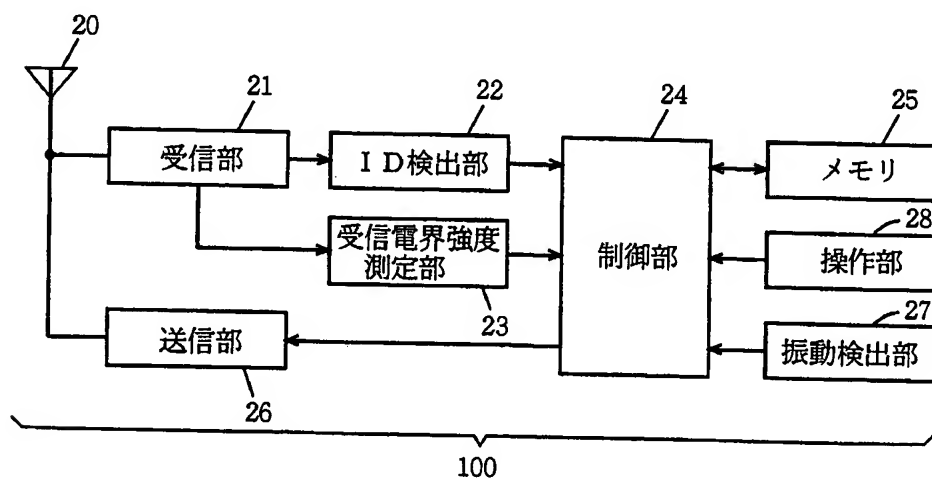 20
21
22
24
25
受信部
ID検出部
メモリ
28
受信電界強度
測定部
制御部
操作部
23
27
送信部
振動検出部
26
100